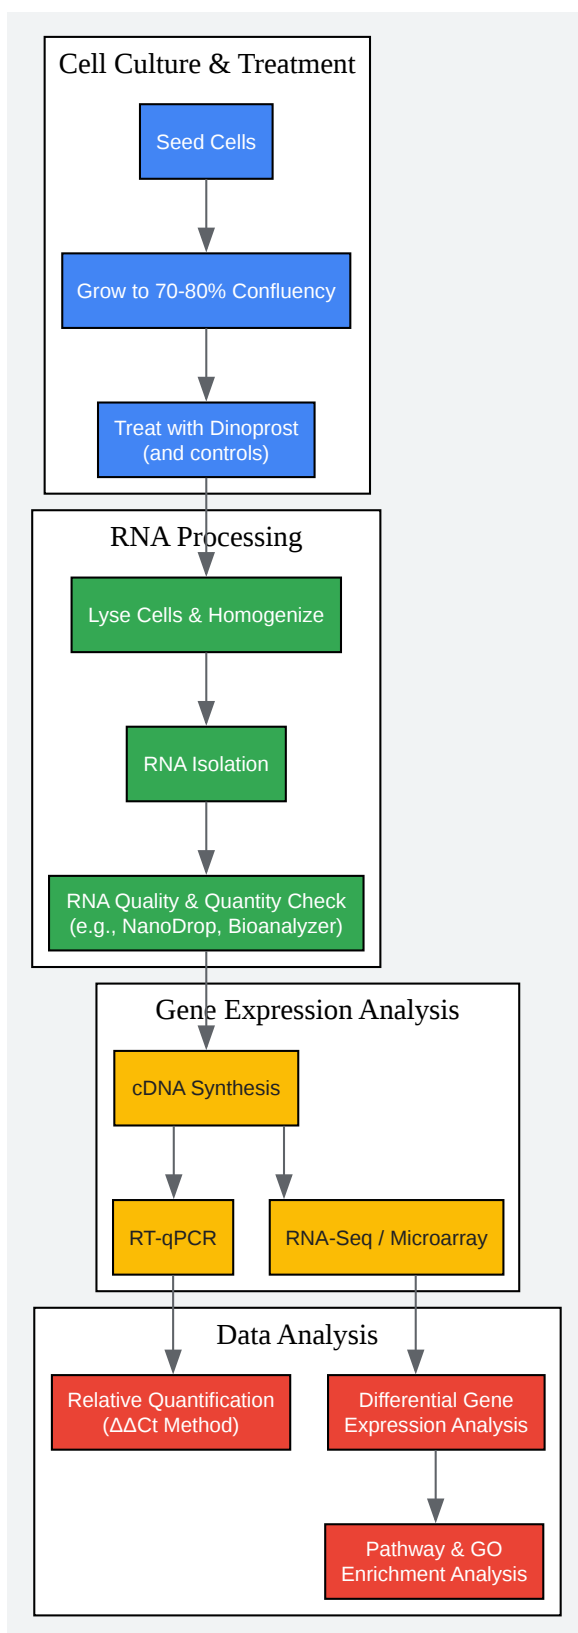 Cell Culture & Treatment
Seed Cells
Grow to 70-80% Confluency
Treat with Dinoprost
(and controls)
RNA Processing
Lyse Cells & Homogenize
RNA Isolation
RNA Quality & Quantity Check
(e.g., NanoDrop, Bioanalyzer)
Gene Expression Analysis
cDNA Synthesis
RT-qPCR
RNA-Seq / Microarray
Data Analysis
Relative Quantification
(ΔΔCt Method)
Differential Gene
Expression Analysis
Pathway & GO
Enrichment Analysis